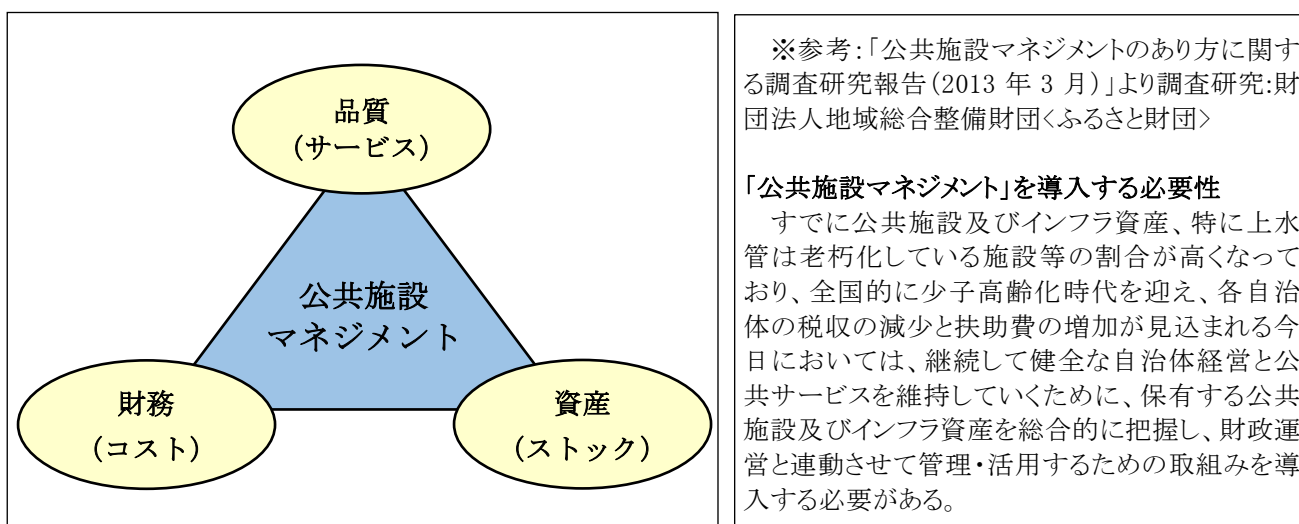 品質
(サービス)
公共施設
マネジメント
財務
(コスト)
資産
(ストック)
※参考:「公共施設マネジメントのあり方に関す
る調査研究報告(2013 年 3 月)」より調査研究:財
団法人地域総合整備財団<ふるさと財団>
「公共施設マネジメント」を導入する必要性
すでに公共施設及びインフラ資産、特に上水
管は老朽化している施設等の割合が高くなって
おり、全国的に少子高齢化時代を迎え、各自治
体の税収の減少と扶助費の増加が見込まれる今
日においては、継続して健全な自治体経営と公
共サービスを維持していくために、保有する公共
施設及びインフラ資産を総合的に把握し、財政運
営と連動させて管理・活用するための取組みを導
入する必要がある。